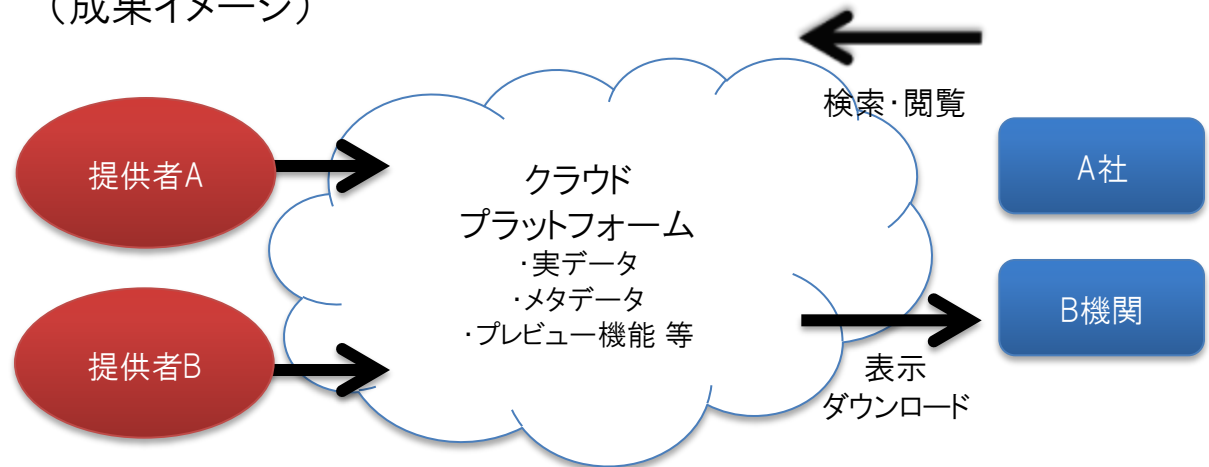 （成果イメージ）
検索・閲覧
提供者A
クラウド
プラットフォーム
・実データ
・メタデータ
・プレビュー機能 等
A社
B機関
提供者B
表示
ダウンロード